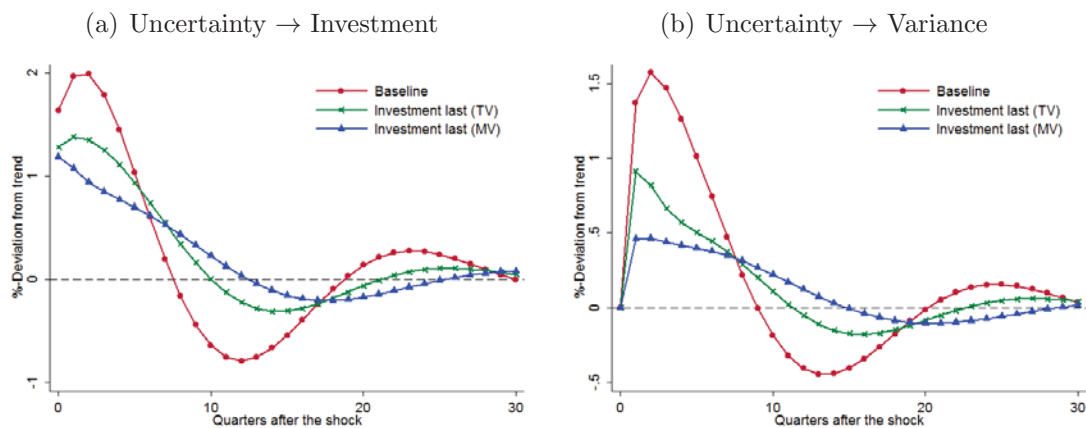 (a) Uncertainty → Investment
(b) Uncertainty → Variance
%-Deviation from trend
2
1
0
-1
Baseline
Investment last (TV)
Investment last (MV)
0
10
20
30
Quarters after the shock
%-Deviation from trend
1.5
1
.5
0
-.5
Baseline
Investment last (TV)
Investment last (MV)
0
10
20
30
Quarters after the shock